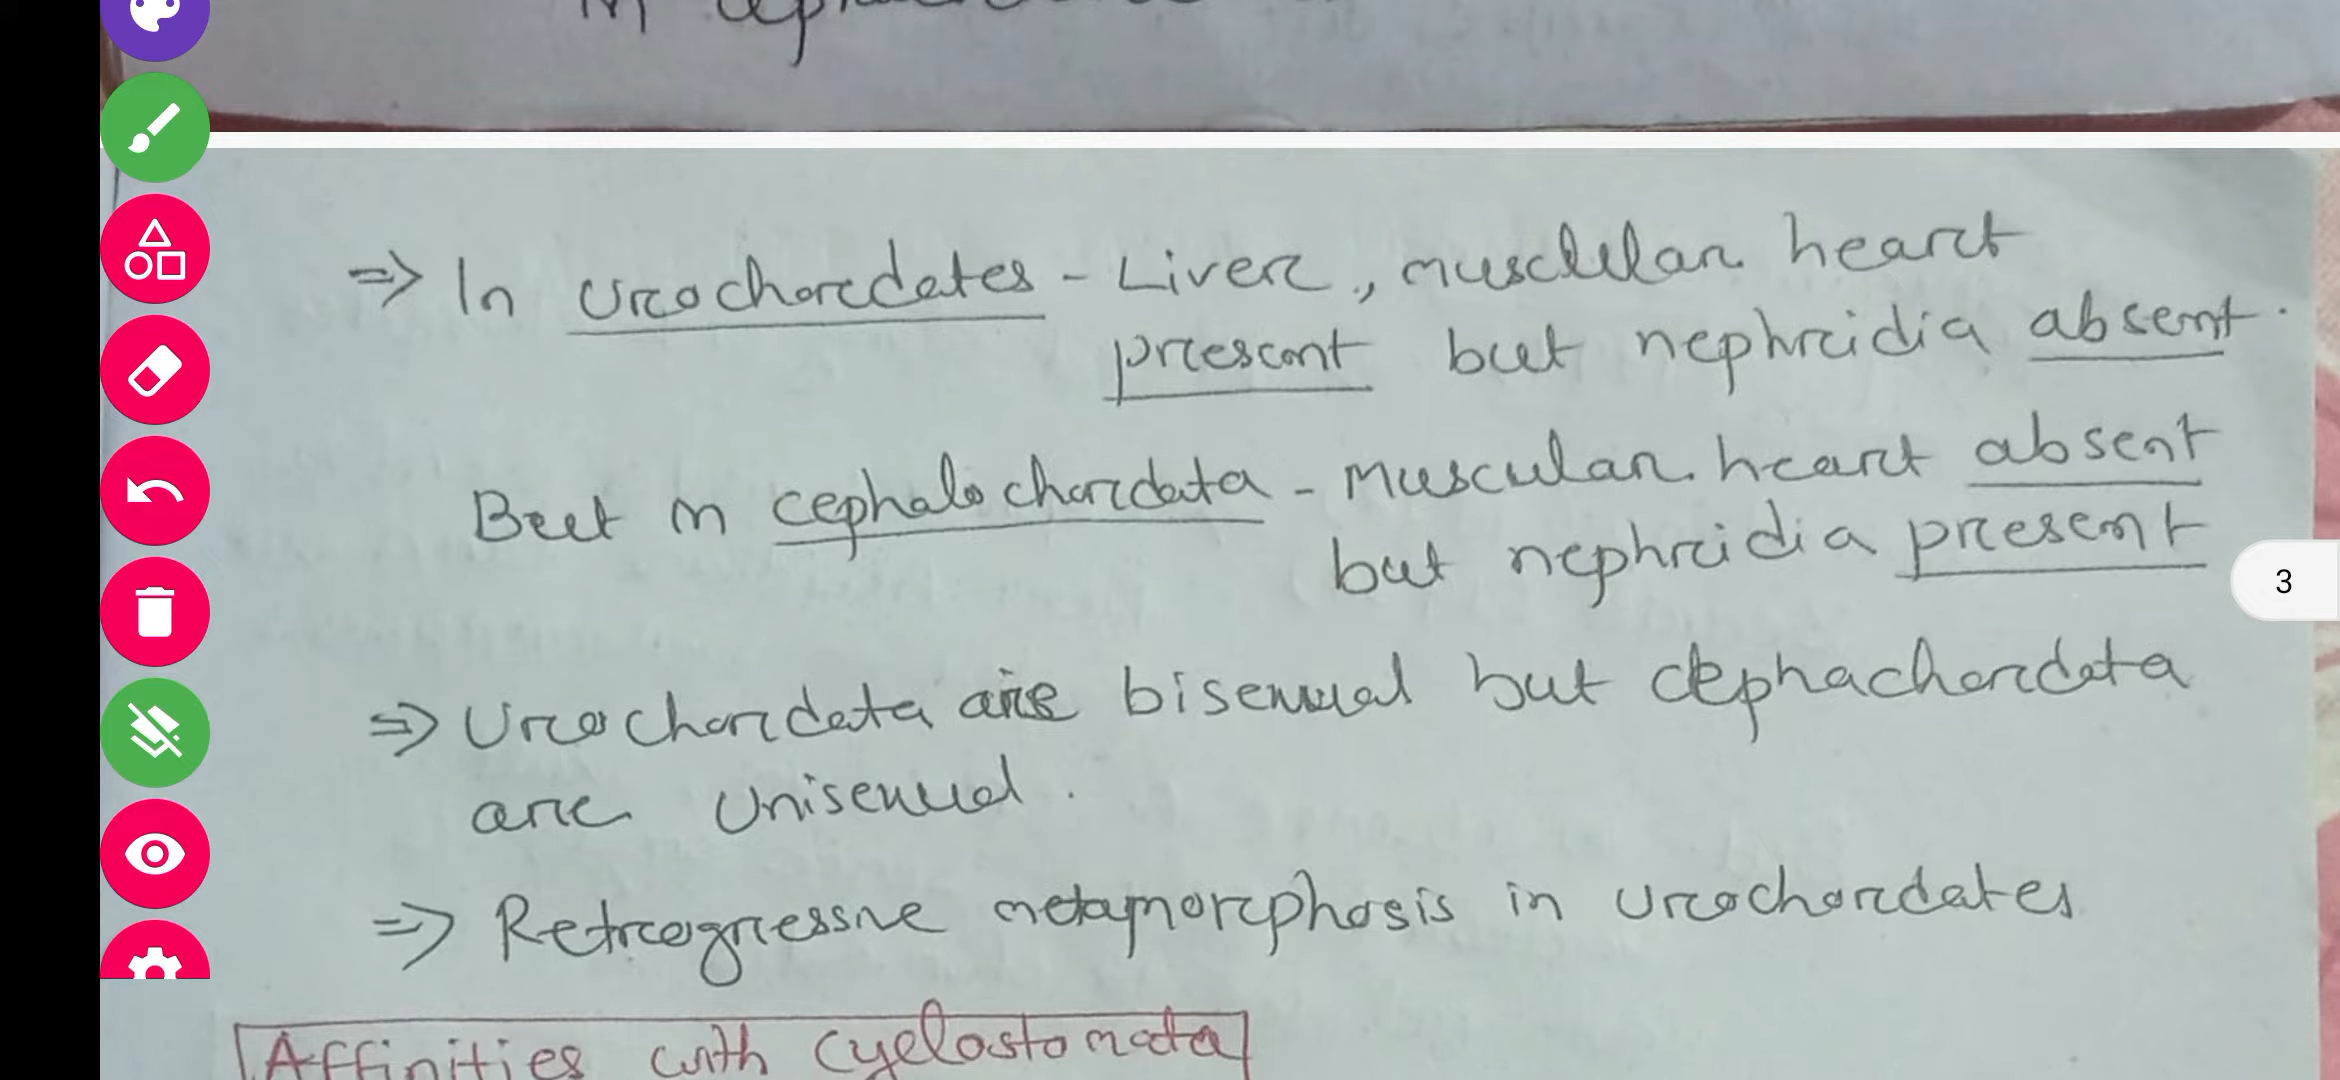 ⇒ In Urochordates - Liver, muscular heart
present but nephridia absent.
But in cephalochordata - Muscular heart absent
but nephridia present
3
⇒ Urochordata are bisexual but cephachordata
are Unisexual.
⇒ Retrogressive metamorphosis in Urochordates
Affinities with Cyclostomata